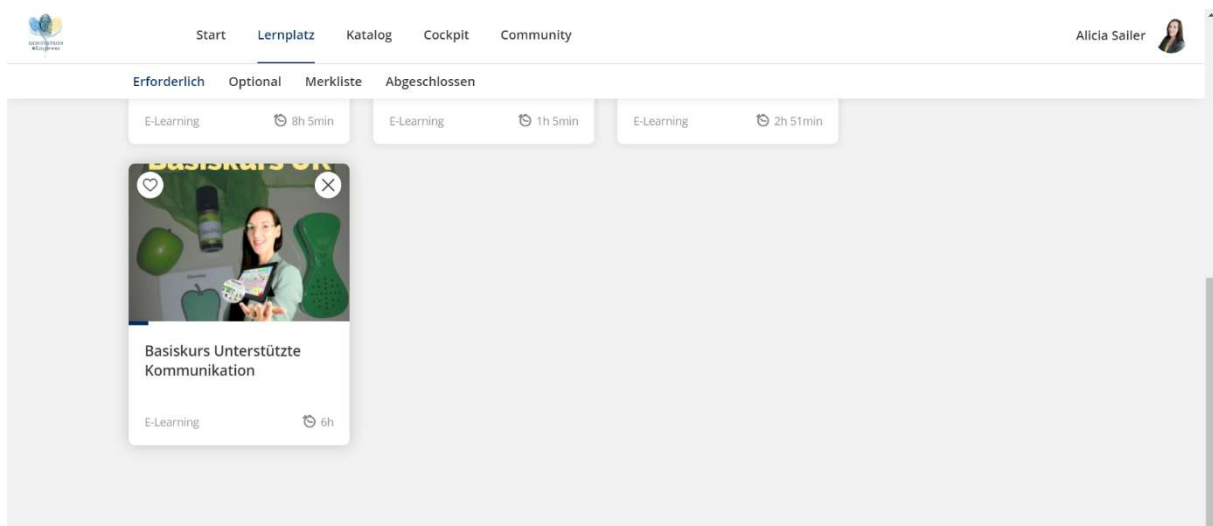 Start Lernplatz Katalog Cockpit Community Alicia Sailer
Erforderlich Optional Merkliste Abgeschlossen
E-Learning 8h 5min E-Learning 1h 5min E-Learning 2h 51min
Basiskurs UK
Basiskurs Unterstützte
Kommunikation
E-Learning 6h